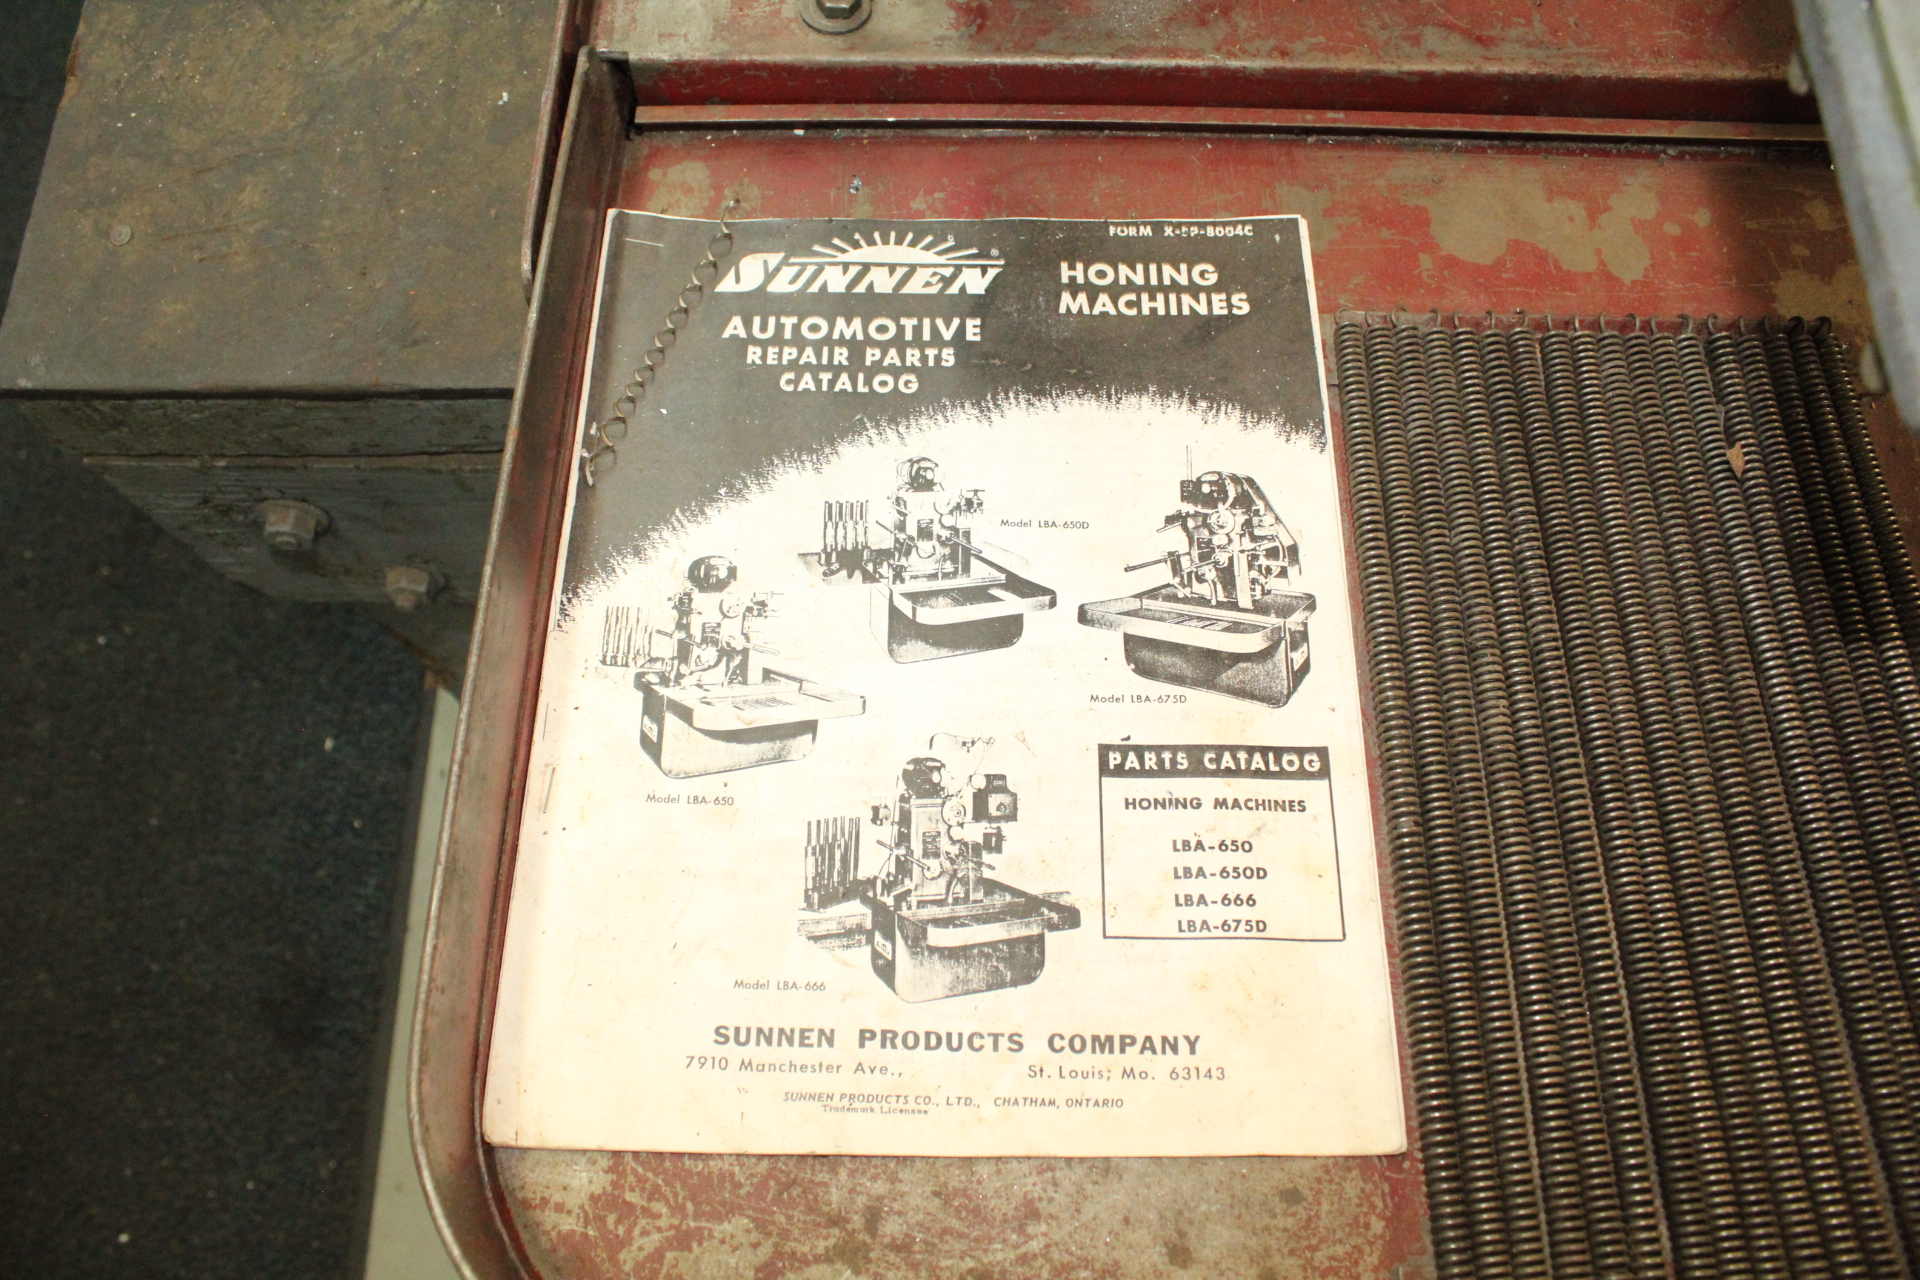 FORM X-SP-8004C
SUNNEN®
AUTOMOTIVE
REPAIR PARTS
CATALOG
HONING
MACHINES
Model LBA-650D
Model LBA-675D
Model LBA-650
Model LBA-666
PARTS CATALOG
HONING MACHINES
LBA-650
LBA-650D
LBA-666
LBA-675D
SUNNEN PRODUCTS COMPANY
7910 Manchester Ave., St. Louis, Mo. 63143
SUNNEN PRODUCTS CO., LTD., CHATHAM, ONTARIO
Trademark Licensee